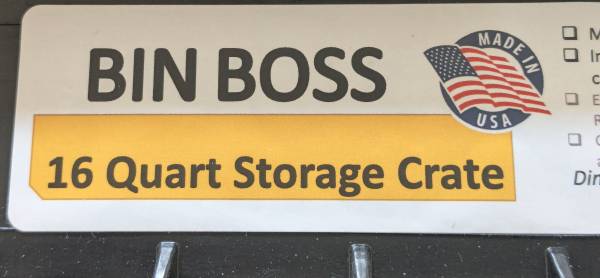 BIN BOSS
MADE IN
USA
16 Quart Storage Crate